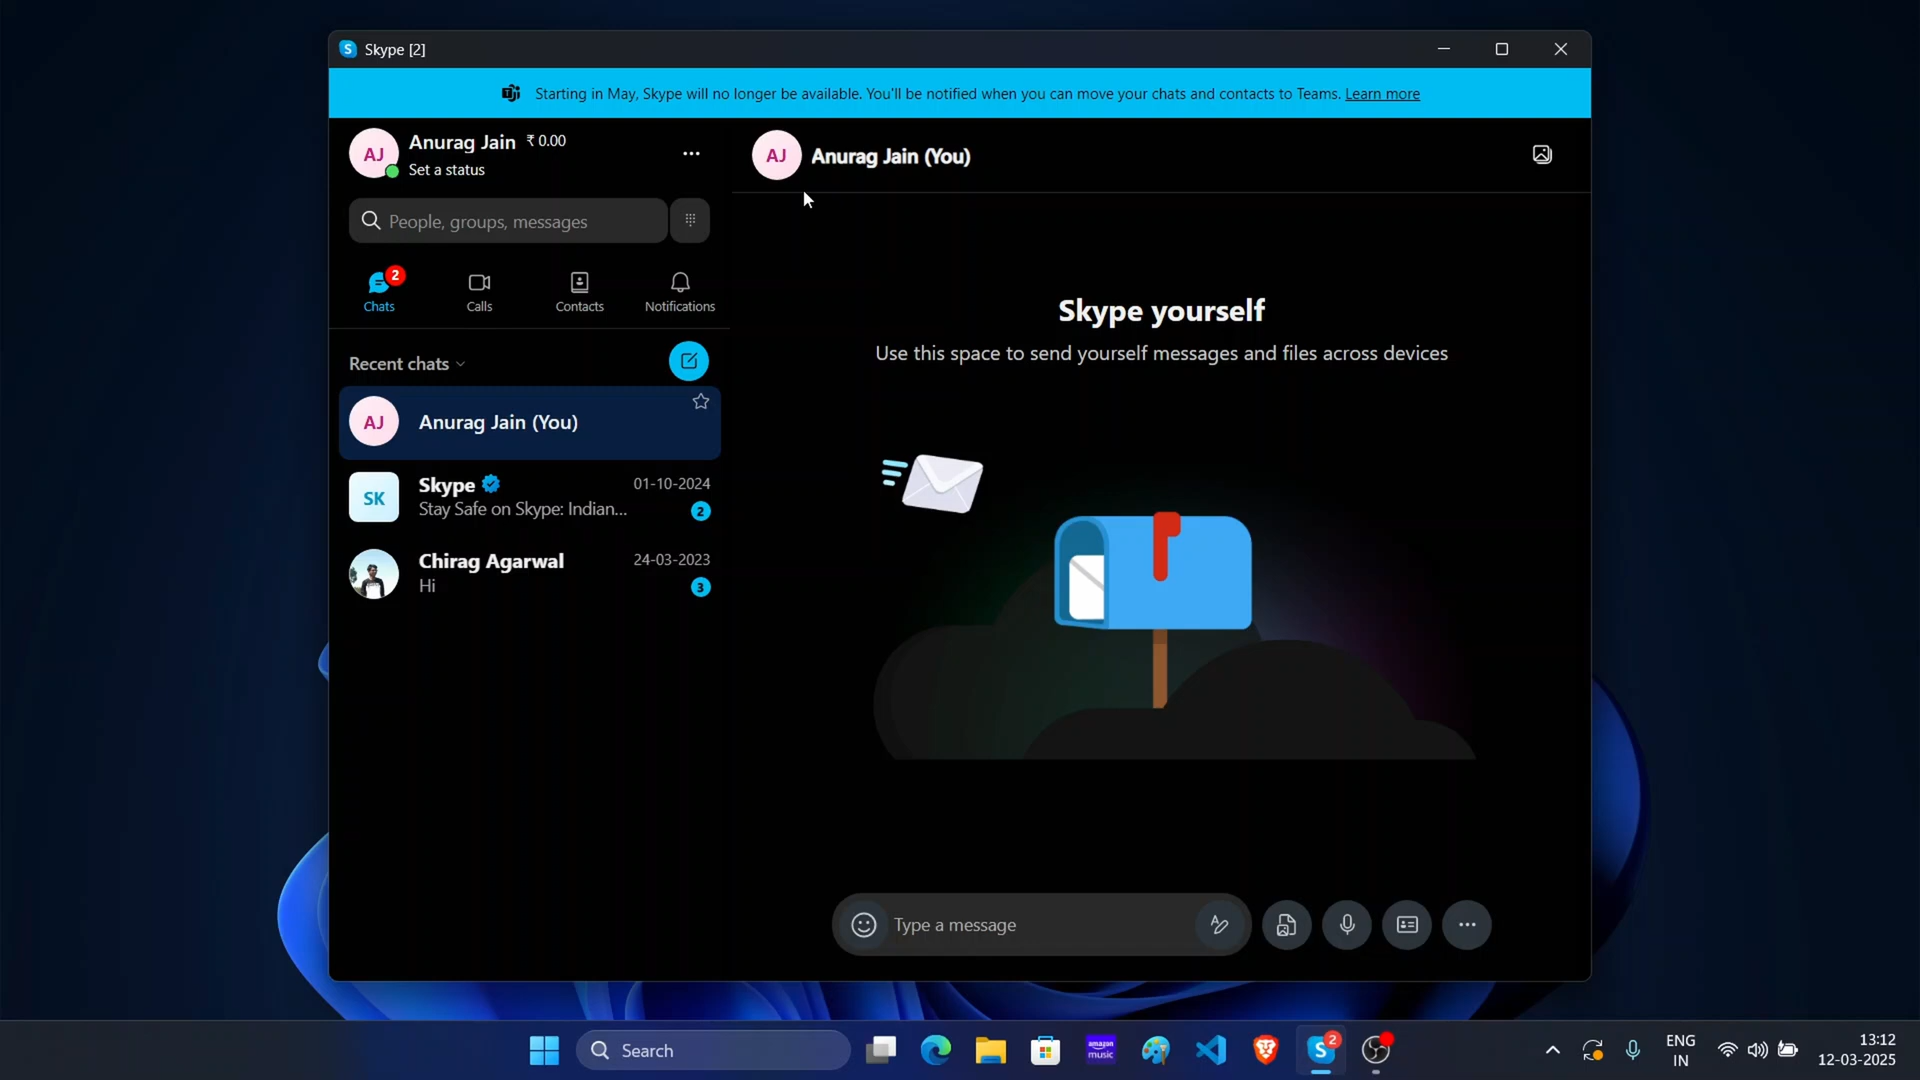 Skype [2]
Starting in May, Skype will no longer be available. You'll be notified when you can move your chats and contacts to Teams. Learn more
AJ
Anurag Jain ₹ 0.00
Set a status
People, groups, messages
2
Chats
Calls
Contacts
Notifications
Recent chats
AJ
Anurag Jain (You)
SK
Skype
01-10-2024
Stay Safe on Skype: Indian...
2
Chirag Agarwal
24-03-2023
Hi
3
AJ
Anurag Jain (You)
Skype yourself
Use this space to send yourself messages and files across devices
Type a message
Search
amazon
music
2
ENG
IN
13:12
12-03-2025